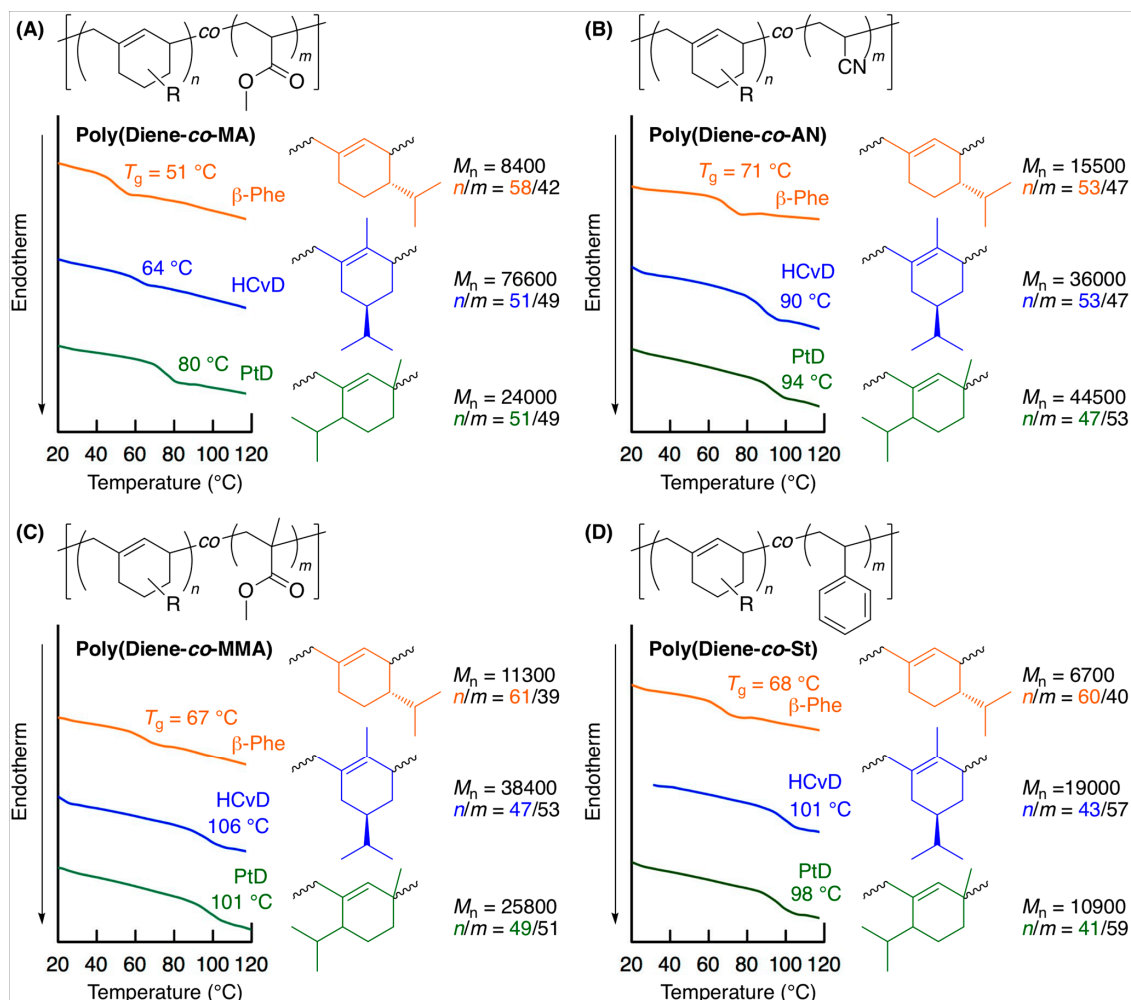 (A)
co
n
m
R
O
O
Poly(Diene-co-MA)
Endotherm
Tg = 51 °C
β-Phe
Mn = 8400
n/m = 58/42
64 °C
HCvD
Mn = 76600
n/m = 51/49
80 °C
PtD
Mn = 24000
n/m = 51/49
20 40 60 80 100 120
Temperature (°C)
(B)
co
n
m
R
CN
Poly(Diene-co-AN)
Endotherm
Tg = 71 °C
β-Phe
Mn = 15500
n/m = 53/47
HCvD
90 °C
Mn = 36000
n/m = 53/47
PtD
94 °C
Mn = 44500
n/m = 47/53
20 40 60 80 100 120
Temperature (°C)
(C)
co
n
m
R
O
O
Poly(Diene-co-MMA)
Endotherm
Tg = 67 °C
β-Phe
Mn = 11300
n/m = 61/39
HCvD
106 °C
Mn = 38400
n/m = 47/53
PtD
101 °C
Mn = 25800
n/m = 49/51
20 40 60 80 100 120
Temperature (°C)
(D)
co
n
m
R
Poly(Diene-co-St)
Endotherm
Tg = 68 °C
β-Phe
Mn = 6700
n/m = 60/40
HCvD
101 °C
Mn =19000
n/m = 43/57
PtD
98 °C
Mn = 10900
n/m = 41/59
20 40 60 80 100 120
Temperature (°C)